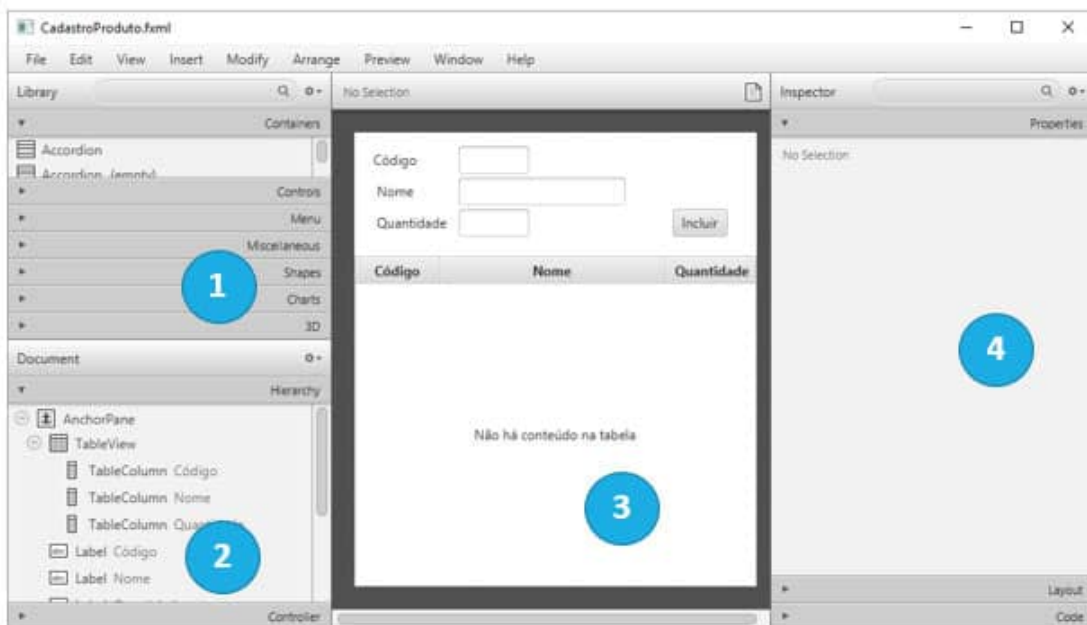 CadastroProduto.fxml
File Edit View Insert Modify Arrange Preview Window Help
Library
Containers
Accordion
Accordion (empty)
Controls
Menu
Miscellaneous
Shapes
Charts
3D
1
Document
Hierarchy
AnchorPane
TableView
TableColumn Código
TableColumn Nome
TableColumn
Label Código
Label Nome
2
Controller
No Selection
Código
Nome
Quantidade
Incluir
Código Nome Quantidade
Não há conteúdo na tabela
3
Inspector
Properties
No Selection
4
Layout
Code